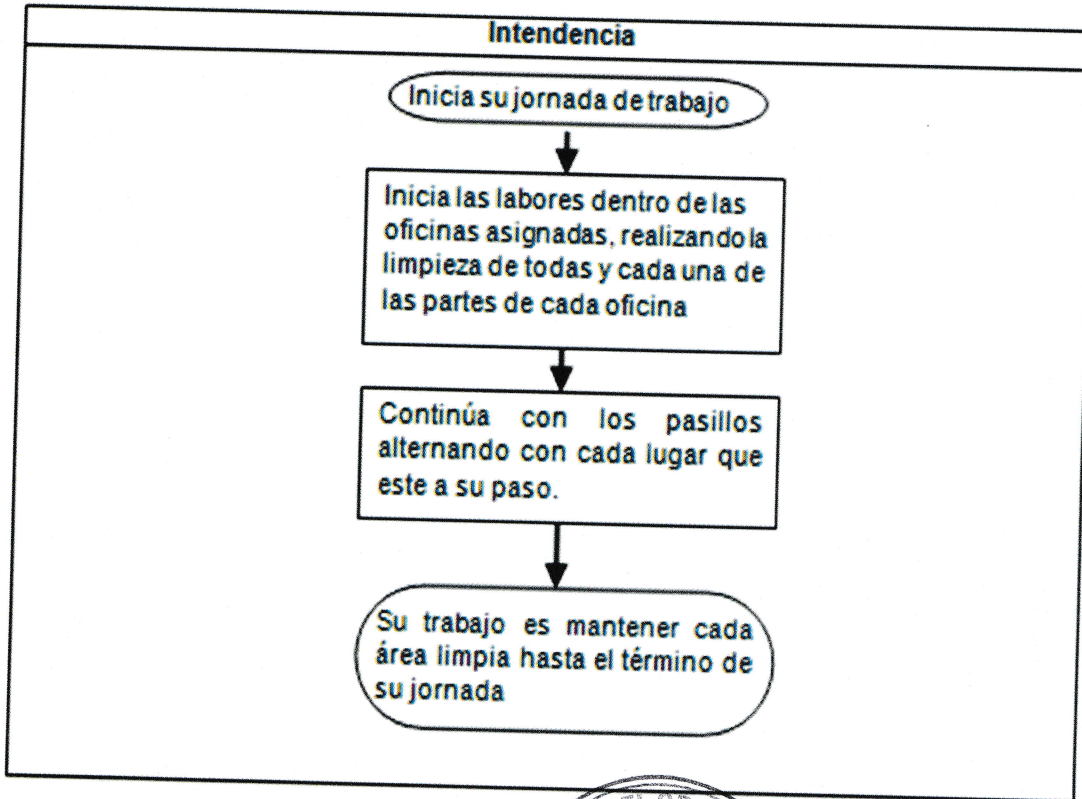 Intendencia
Inicia su jornada de trabajo
Inicia las labores dentro de las
oficinas asignadas, realizando la
limpieza de todas y cada una de
las partes de cada oficina
Continúa con los pasillos
alternando con cada lugar que
este a su paso.
Su trabajo es mantener cada
área limpia hasta el término de
su jornada